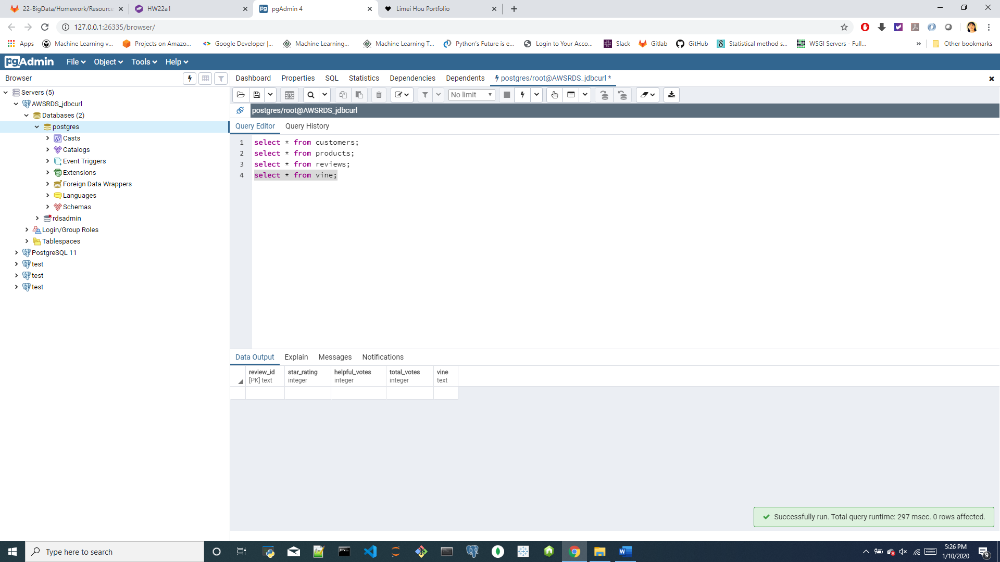 22-BigData/Homework/Resource
HW22a1
pgAdmin 4
Limei Hou Portfolio
127.0.0.1:26335/browser/
Apps
Machine Learning v...
Projects on Amazo...
Google Developer |...
Machine Learning...
Machine Learning T...
Python's Future is e...
Login to Your Acco...
Slack
Gitlab
GitHub
Statistical method s...
WSGI Servers - Full...
»
Other bookmarks
pgAdmin
File
Object
Tools
Help
Browser
Dashboard
Properties
SQL
Statistics
Dependencies
Dependents
postgres/root@AWSRDS_jdbcurl *
Servers (5)
AWSRDS_jdbcurl
Databases (2)
postgres
Casts
Catalogs
Event Triggers
Extensions
Foreign Data Wrappers
Languages
Schemas
rdsadmin
Login/Group Roles
Tablespaces
PostgreSQL 11
test
test
test
No limit
postgres/root@AWSRDS_jdbcurl
Query Editor
Query History
1 select * from customers;
2 select * from products;
3 select * from reviews;
4 select * from vine;
Data Output
Explain
Messages
Notifications
review_id
[PK] text
star_rating
integer
helpful_votes
integer
total_votes
integer
vine
text
Successfully run. Total query runtime: 297 msec. 0 rows affected.
Type here to search
5:26 PM
1/10/2020
9